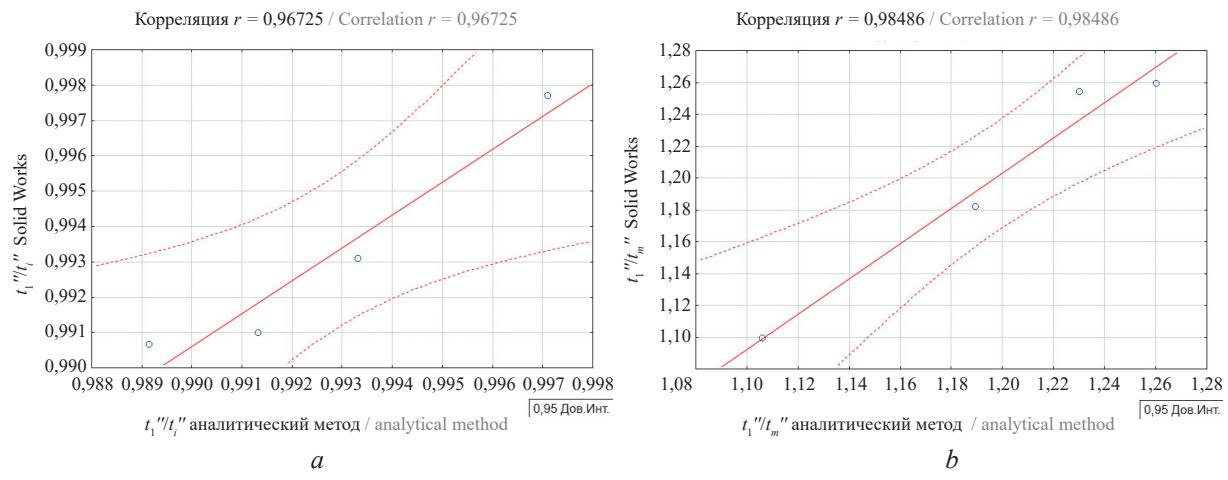 Корреляция r = 0,96725 / Correlation r = 0,96725
0,999
0,998
0,997
0,996
0,995
0,994
0,993
0,992
0,991
0,990
t₁″/tᵢ″ Solid Works
0,988 0,989 0,990 0,991 0,992 0,993 0,994 0,995 0,996 0,997 0,998
0,95 Дов.Инт.
t₁″/tᵢ″ аналитический метод / analytical method
a
Корреляция r = 0,98486 / Correlation r = 0,98486
1,28
1,26
1,24
1,22
1,20
1,18
1,16
1,14
1,12
1,10
t₁″/tₘ″ Solid Works
1,08 1,10 1,12 1,14 1,16 1,18 1,20 1,22 1,24 1,26 1,28
0,95 Дов.Инт.
t₁″/tₘ″ аналитический метод / analytical method
b